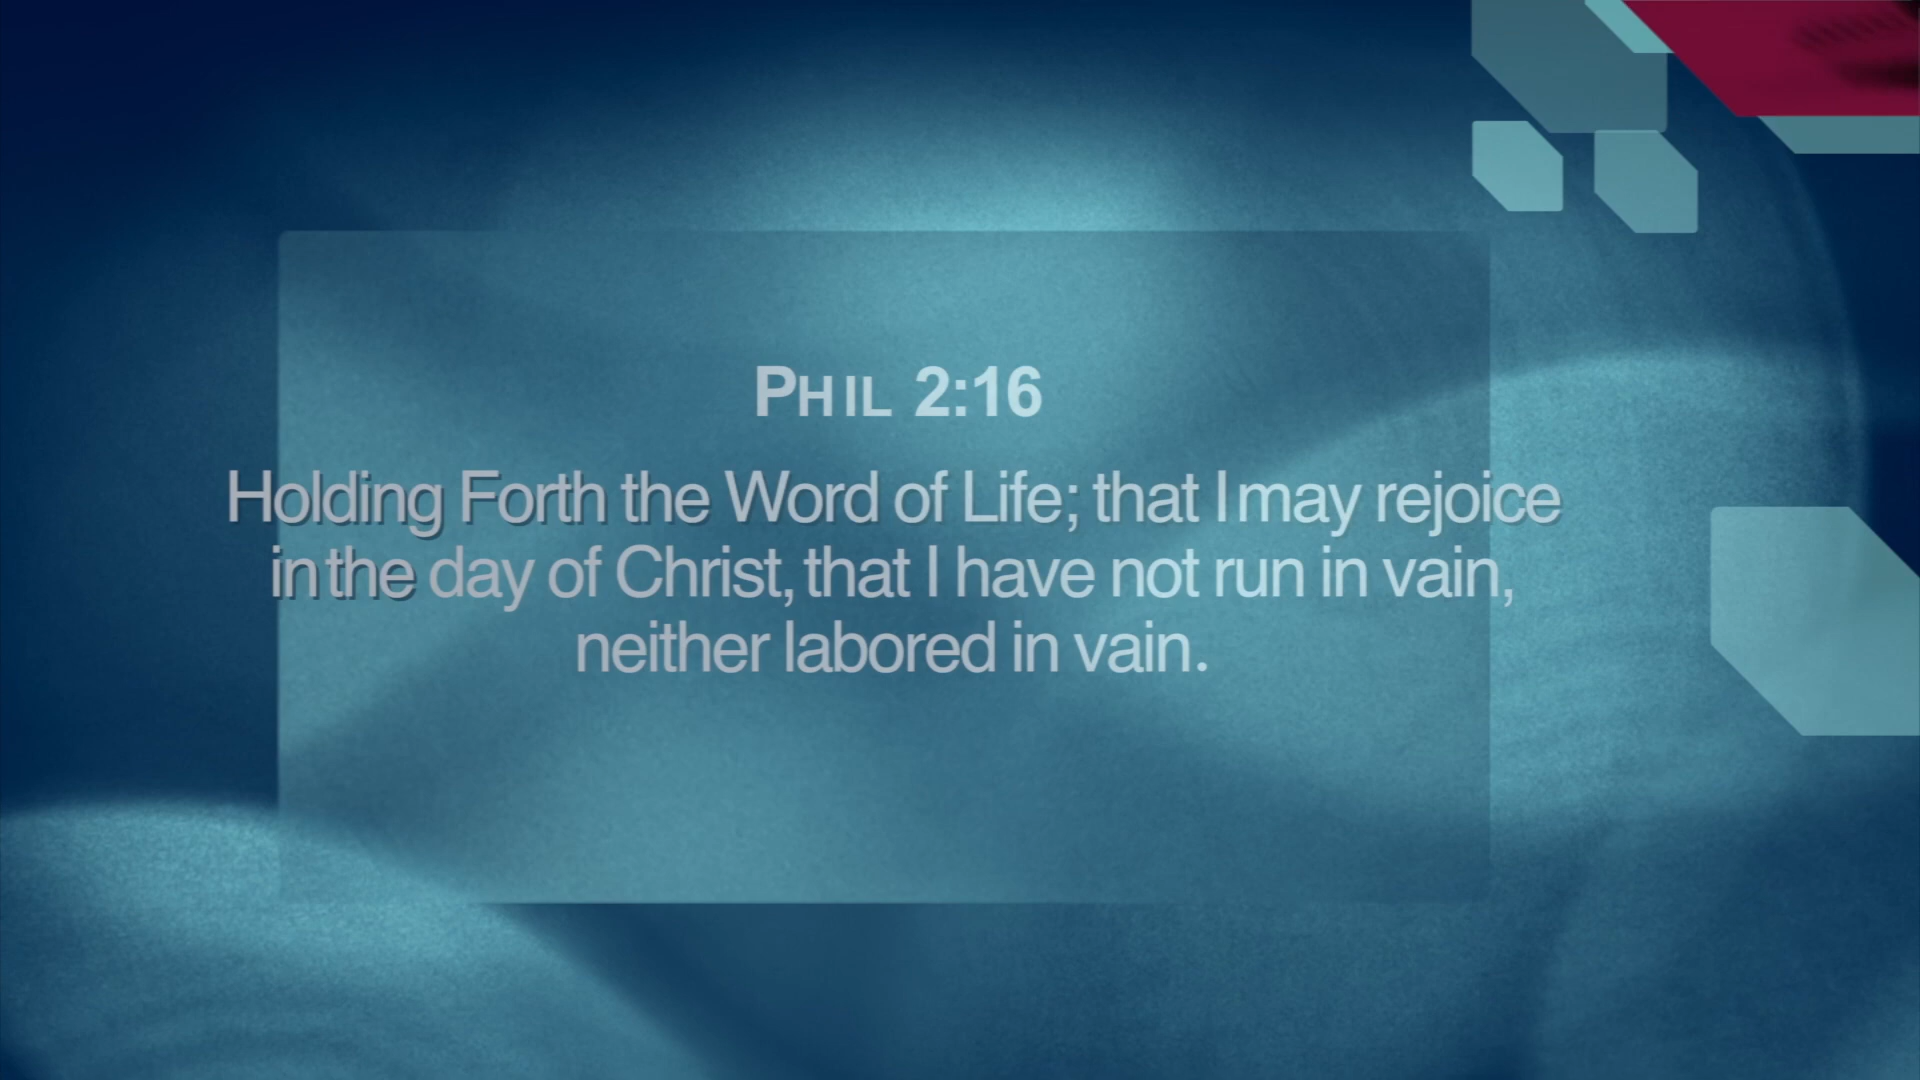 PHIL 2:16
Holding Forth the Word of Life; that I may rejoice
in the day of Christ, that I have not run in vain,
neither labored in vain.